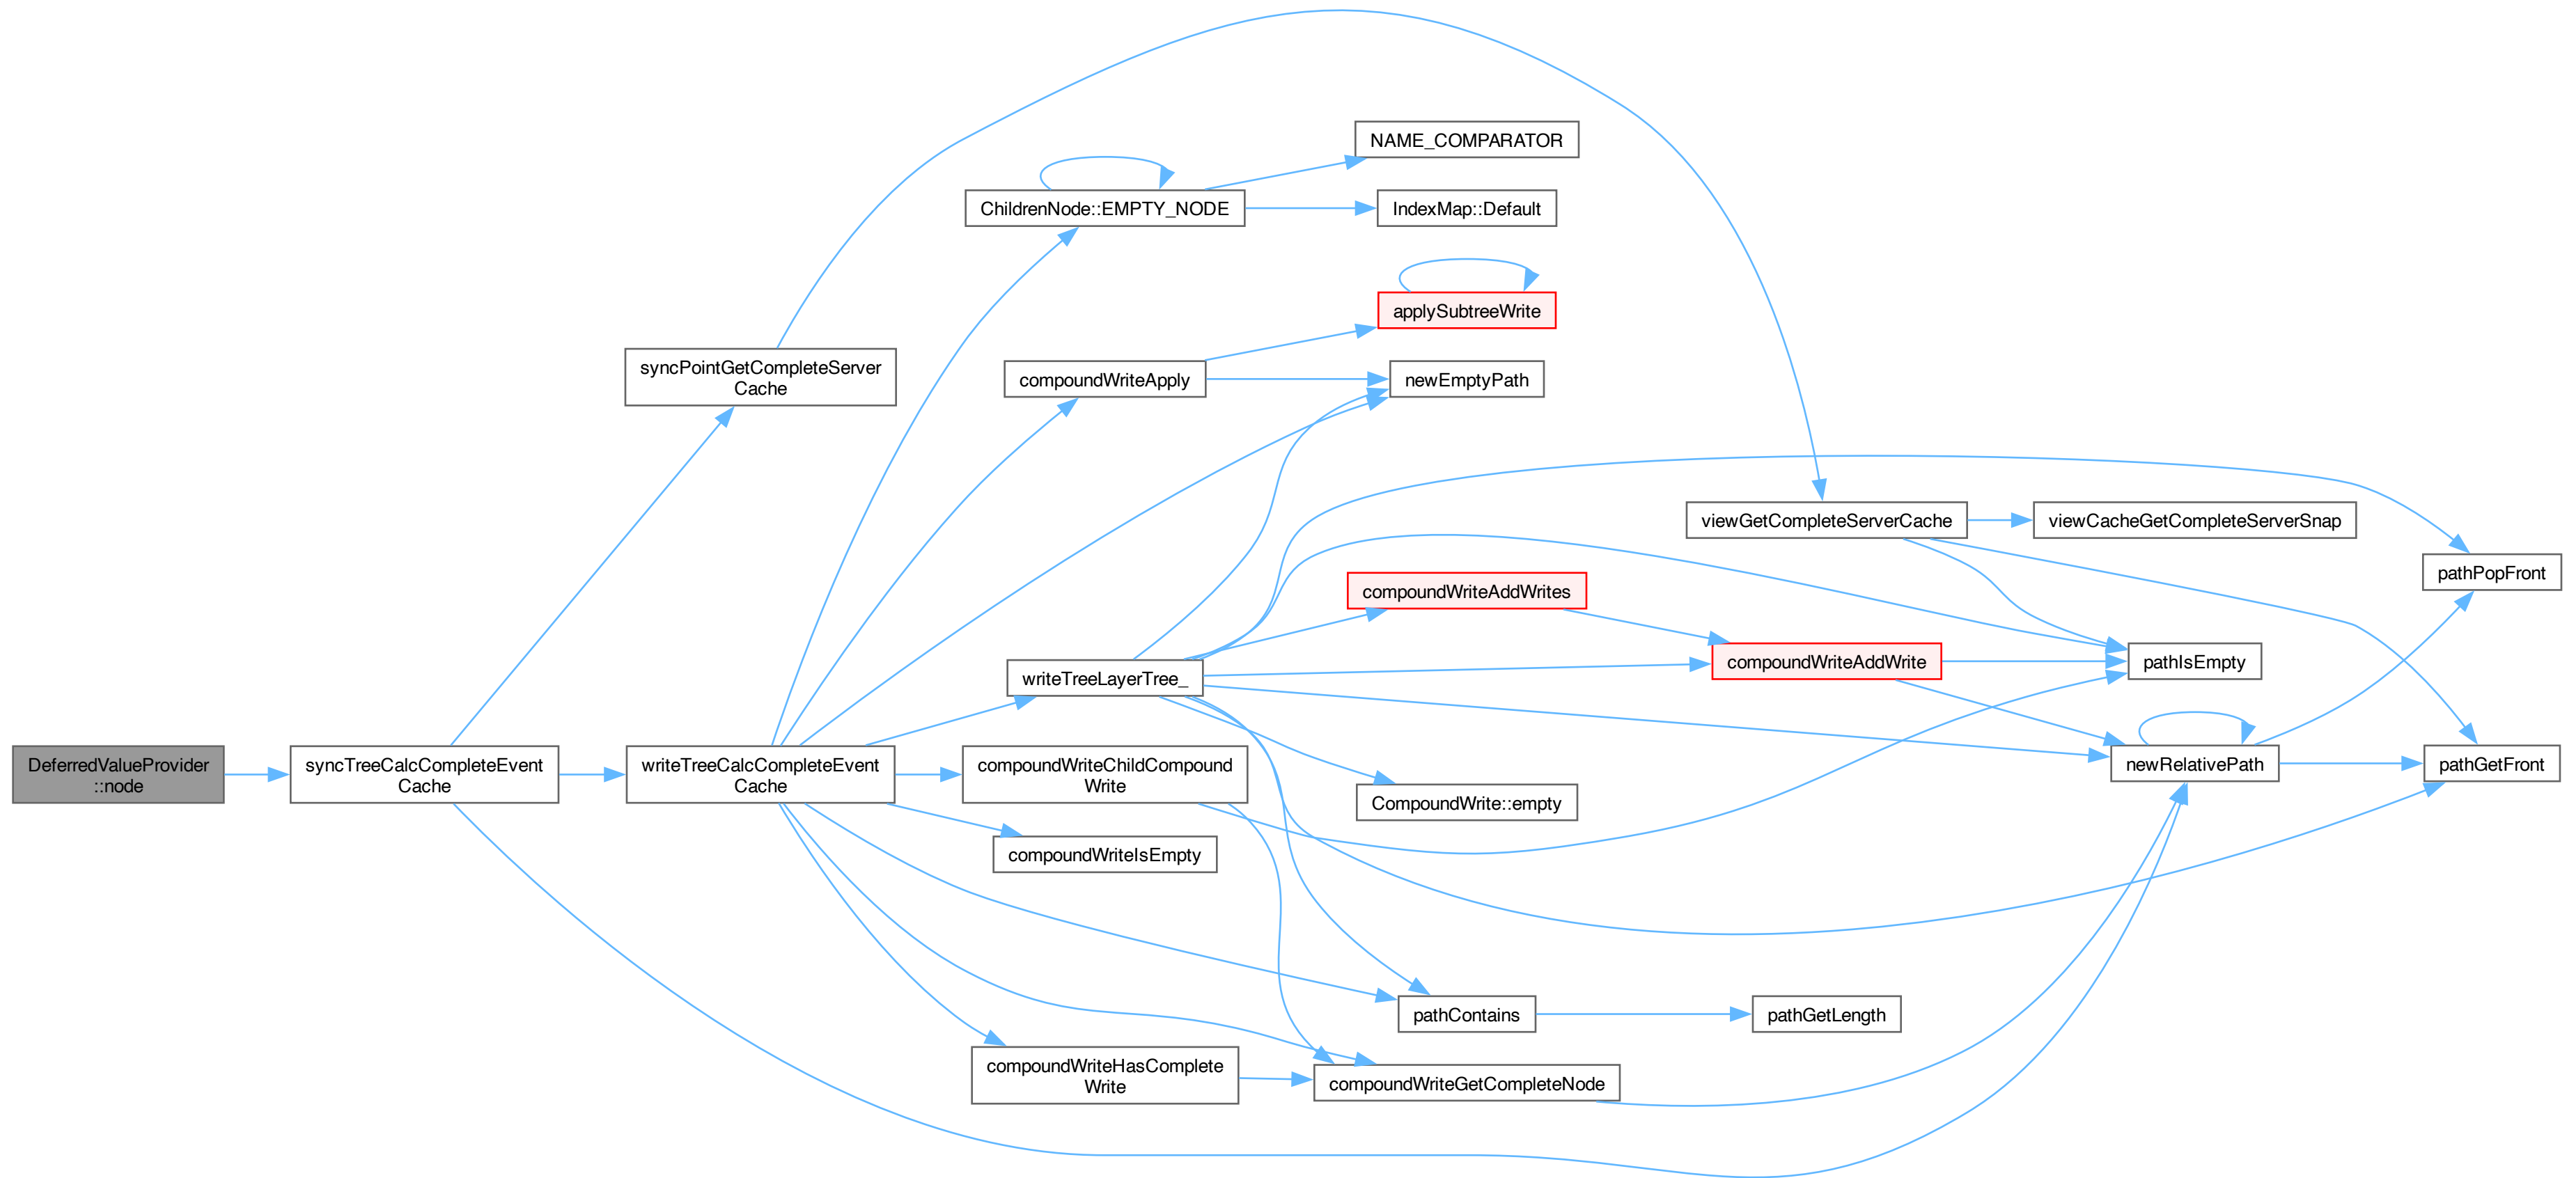 NAME_COMPARATOR
ChildrenNode::EMPTY_NODE
IndexMap::Default
applySubtreeWrite
syncPointGetCompleteServer
Cache
compoundWriteApply
newEmptyPath
viewGetCompleteServerCache
viewCacheGetCompleteServerSnap
pathPopFront
compoundWriteAddWrites
writeTreeLayerTree_
compoundWriteAddWrite
pathIsEmpty
DeferredValueProvider
::node
syncTreeCalcCompleteEvent
Cache
writeTreeCalcCompleteEvent
Cache
compoundWriteChildCompound
Write
newRelativePath
pathGetFront
CompoundWrite::empty
compoundWriteIsEmpty
pathContains
pathGetLength
compoundWriteHasComplete
Write
compoundWriteGetCompleteNode